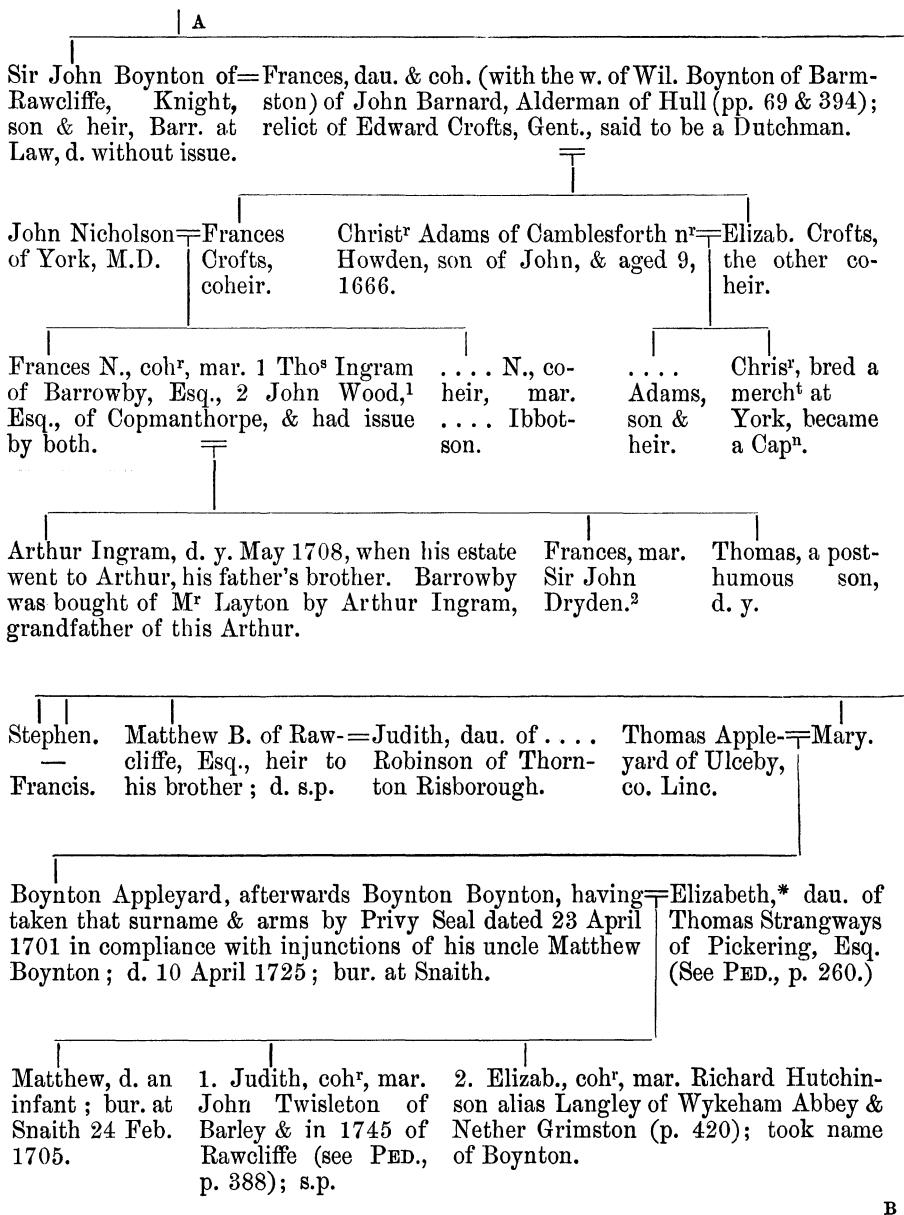 A
Sir John Boynton of=Frances, dau. & coh. (with the w. of Wil. Boynton of Barm-
Rawcliffe, Knight, ston) of John Barnard, Alderman of Hull (pp. 69 & 394);
son & heir, Barr. at relict of Edward Crofts, Gent., said to be a Dutchman.
Law, d. without issue.
John Nicholson=Frances Christʳ Adams of Camblesforth nʳ=Elizab. Crofts,
of York, M.D. Crofts, Howden, son of John, & aged 9, the other co-
coheir. 1666. heir.
Frances N., cohʳ, mar. 1 Thoˢ Ingram .... N., co- .... Chrisʳ, bred a
of Barrowby, Esq., 2 John Wood,¹ heir, mar. Adams, merchᵗ at
Esq., of Copmanthorpe, & had issue .... Ibbot- son & York, became
by both. son. heir. a Capⁿ.
Arthur Ingram, d. y. May 1708, when his estate Frances, mar. Thomas, a post-
went to Arthur, his father's brother. Barrowby Sir John humous son,
was bought of Mʳ Layton by Arthur Ingram, Dryden.² d. y.
grandfather of this Arthur.
Stephen. Matthew B. of Raw-=Judith, dau. of .... Thomas Apple-=Mary.
— cliffe, Esq., heir to Robinson of Thorn- yard of Ulceby,
Francis. his brother; d. s.p. ton Risborough. co. Linc.
Boynton Appleyard, afterwards Boynton Boynton, having=Elizabeth,* dau. of
taken that surname & arms by Privy Seal dated 23 April Thomas Strangways
1701 in compliance with injunctions of his uncle Matthew of Pickering, Esq.
Boynton; d. 10 April 1725; bur. at Snaith. (See PED., p. 260.)
Matthew, d. an 1. Judith, cohʳ, mar. 2. Elizab., cohʳ, mar. Richard Hutchin-
infant; bur. at John Twisleton of son alias Langley of Wykeham Abbey &
Snaith 24 Feb. Barley & in 1745 of Nether Grimston (p. 420); took name
1705. Rawcliffe (see PED., of Boynton.
p. 388); s.p.
B